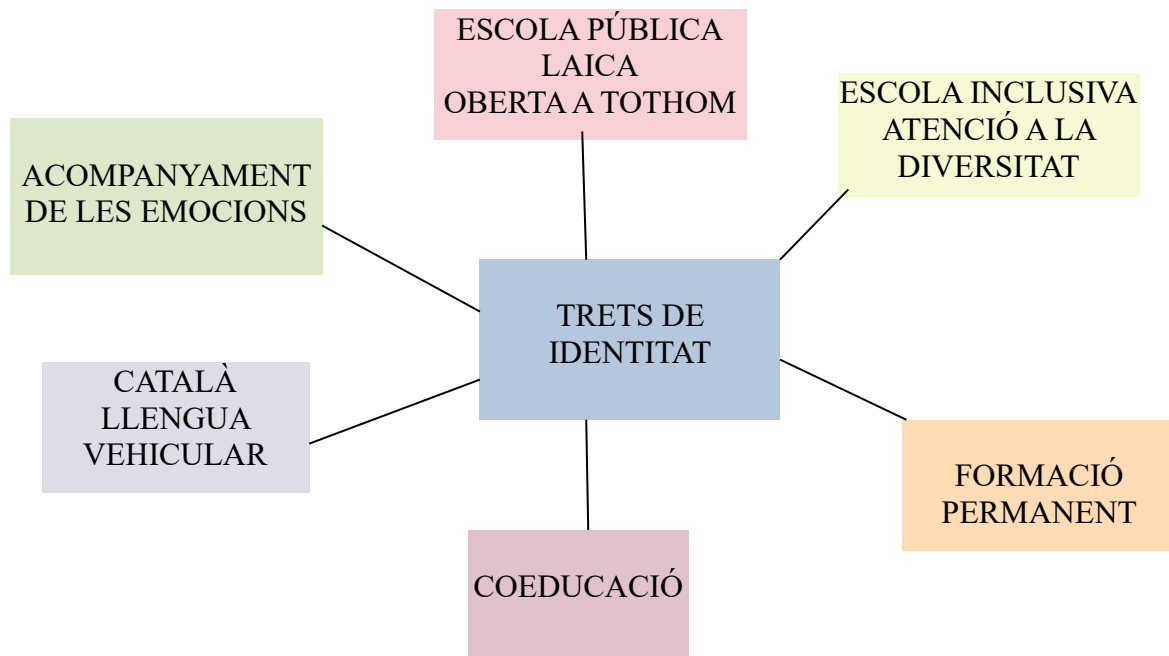 ESCOLA PÚBLICA
LAICA
OBERTA A TOTHOM
ESCOLA INCLUSIVA
ATENCIÓ A LA
DIVERSITAT
ACOMPANYAMENT
DE LES EMOCIONS
TRETS DE
IDENTITAT
CATALÀ
LLENGUA
VEHICULAR
FORMACIÓ
PERMANENT
COEDUCACIÓ